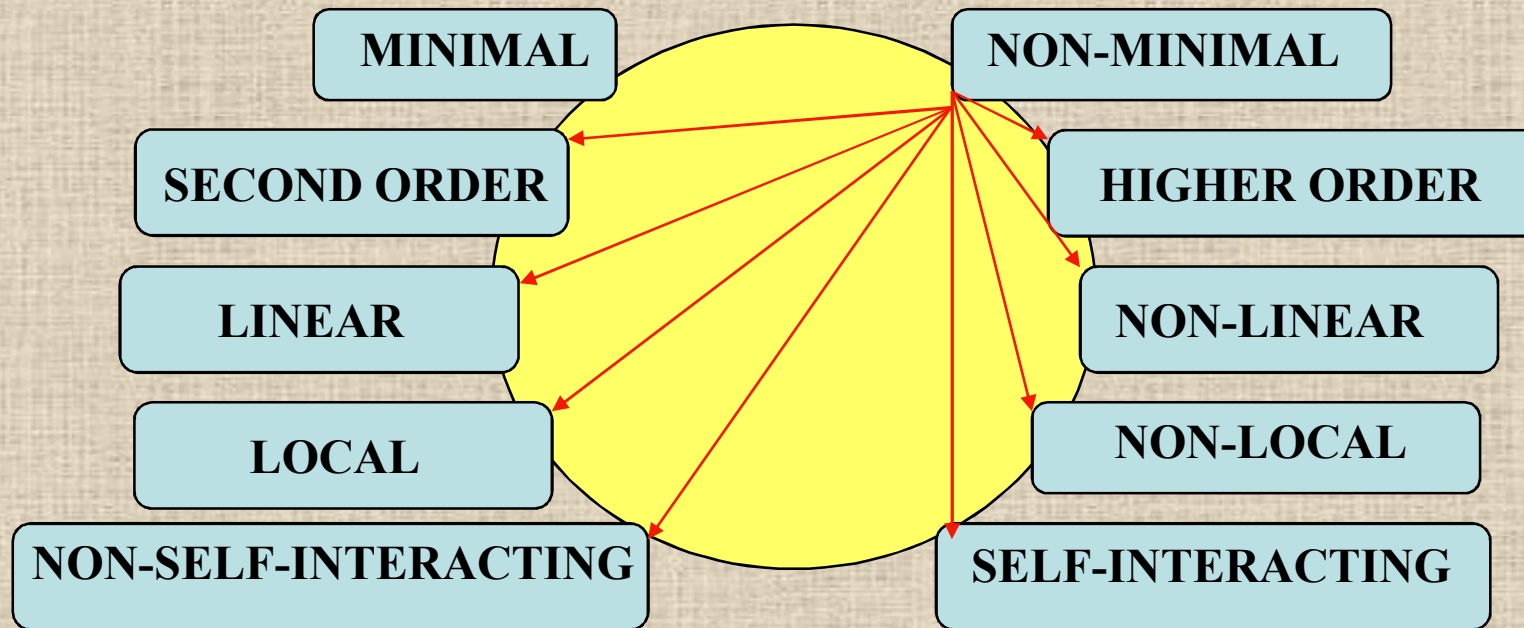 MINIMAL
NON-MINIMAL
SECOND ORDER
HIGHER ORDER
LINEAR
NON-LINEAR
LOCAL
NON-LOCAL
NON-SELF-INTERACTING
SELF-INTERACTING